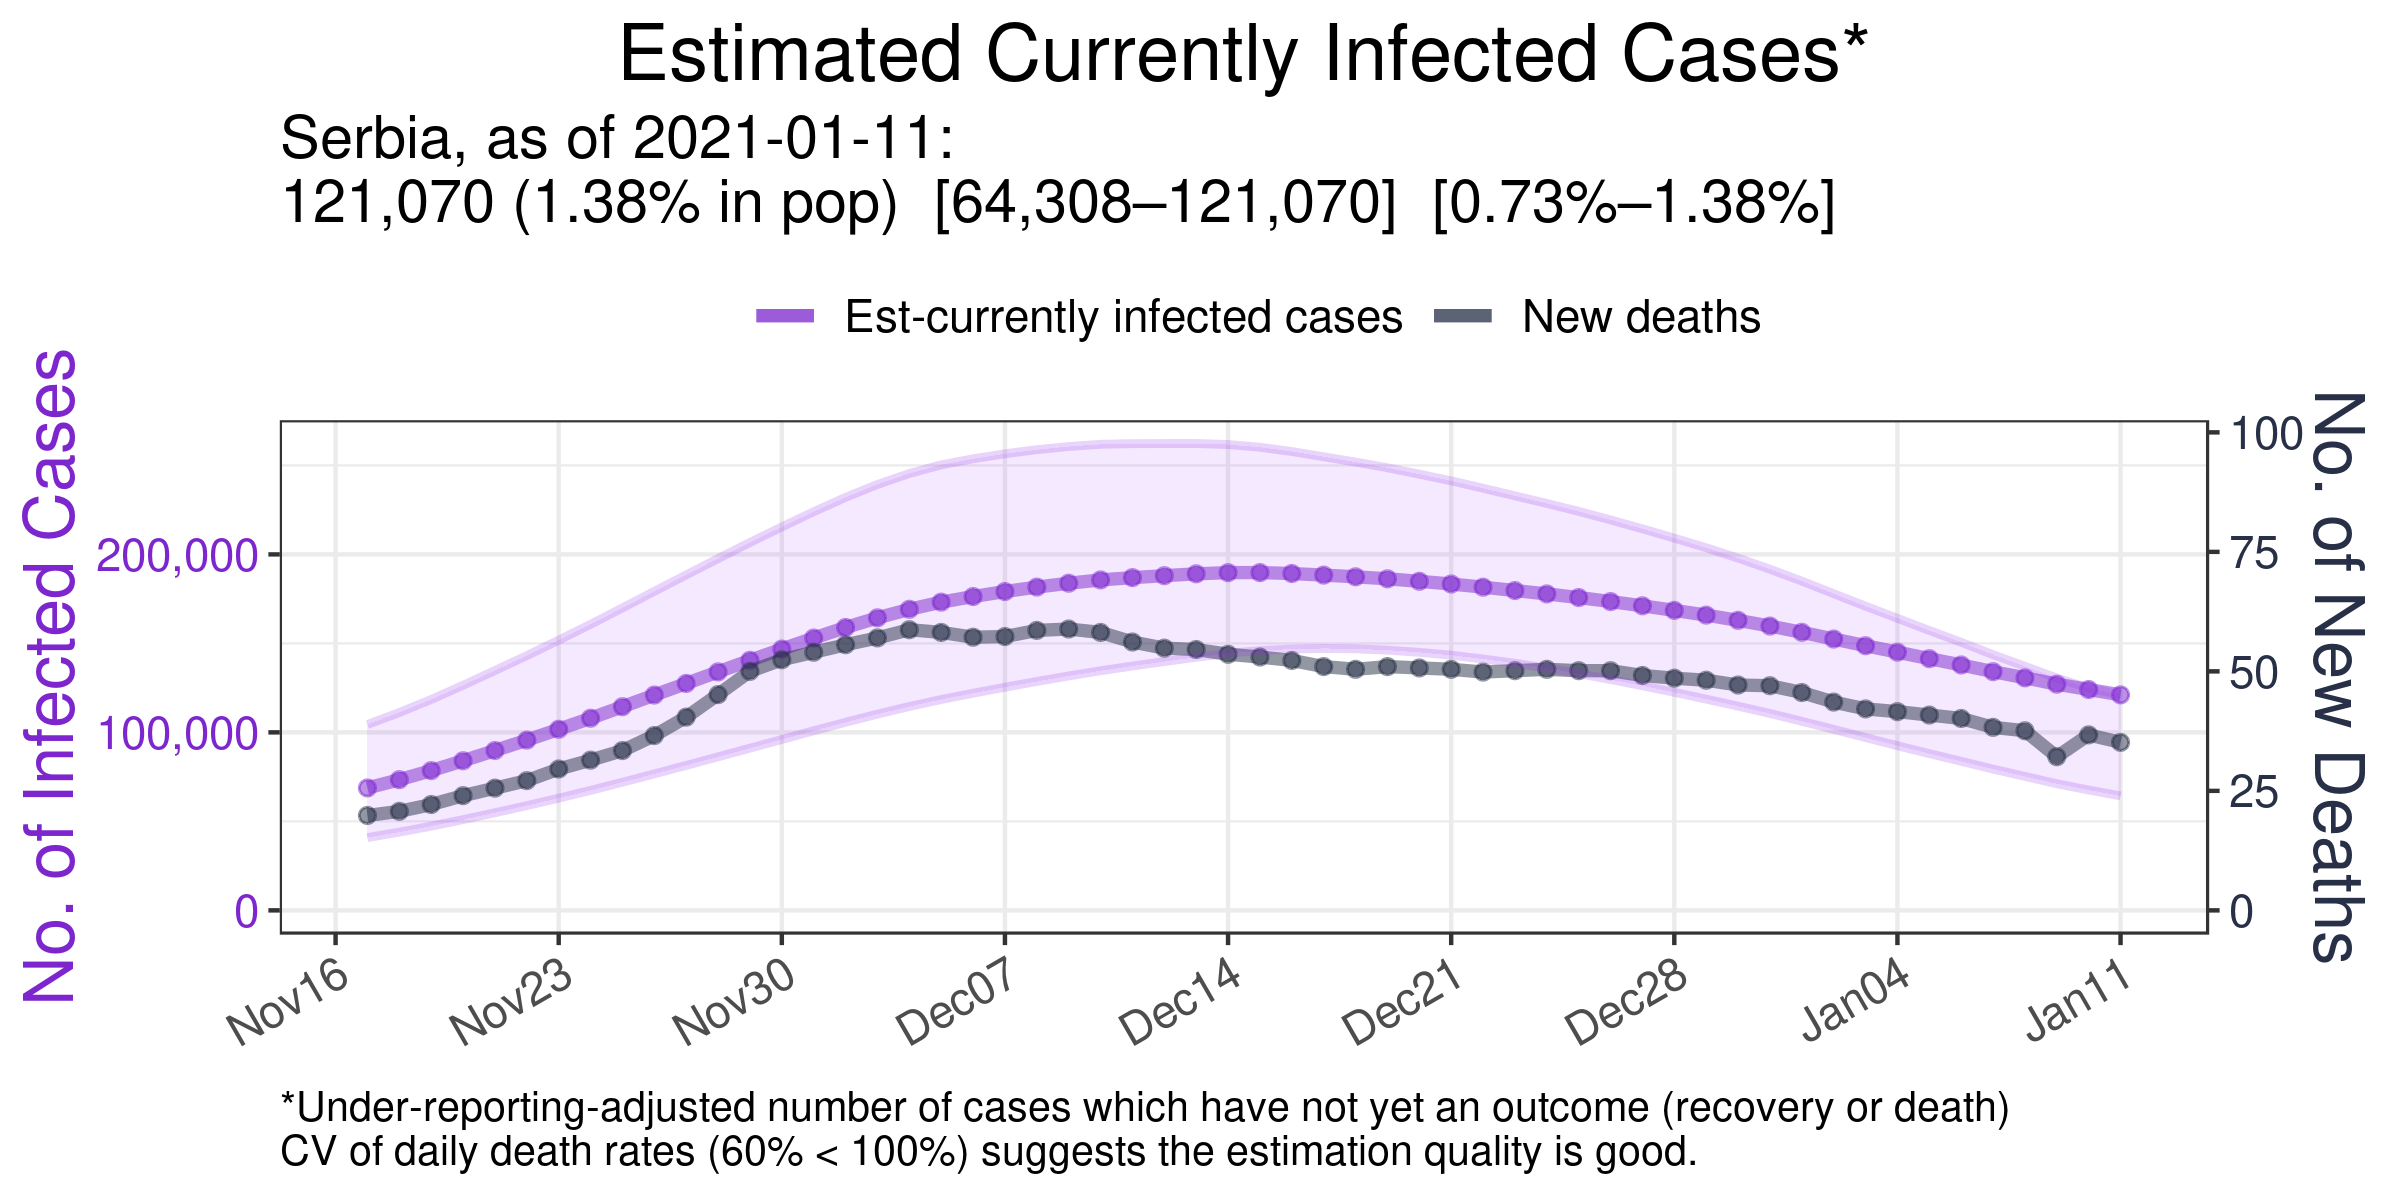 Estimated Currently Infected Cases*
Serbia, as of 2021-01-11:
121,070 (1.38% in pop)  [64,308–121,070]  [0.73%–1.38%]
Est-currently infected cases
New deaths
No. of Infected Cases
200,000
100,000
0
No. of New Deaths
100
75
50
25
0
Nov16
Nov23
Nov30
Dec07
Dec14
Dec21
Dec28
Jan04
Jan11
*Under-reporting-adjusted number of cases which have not yet an outcome (recovery or death)
CV of daily death rates (60% < 100%) suggests the estimation quality is good.